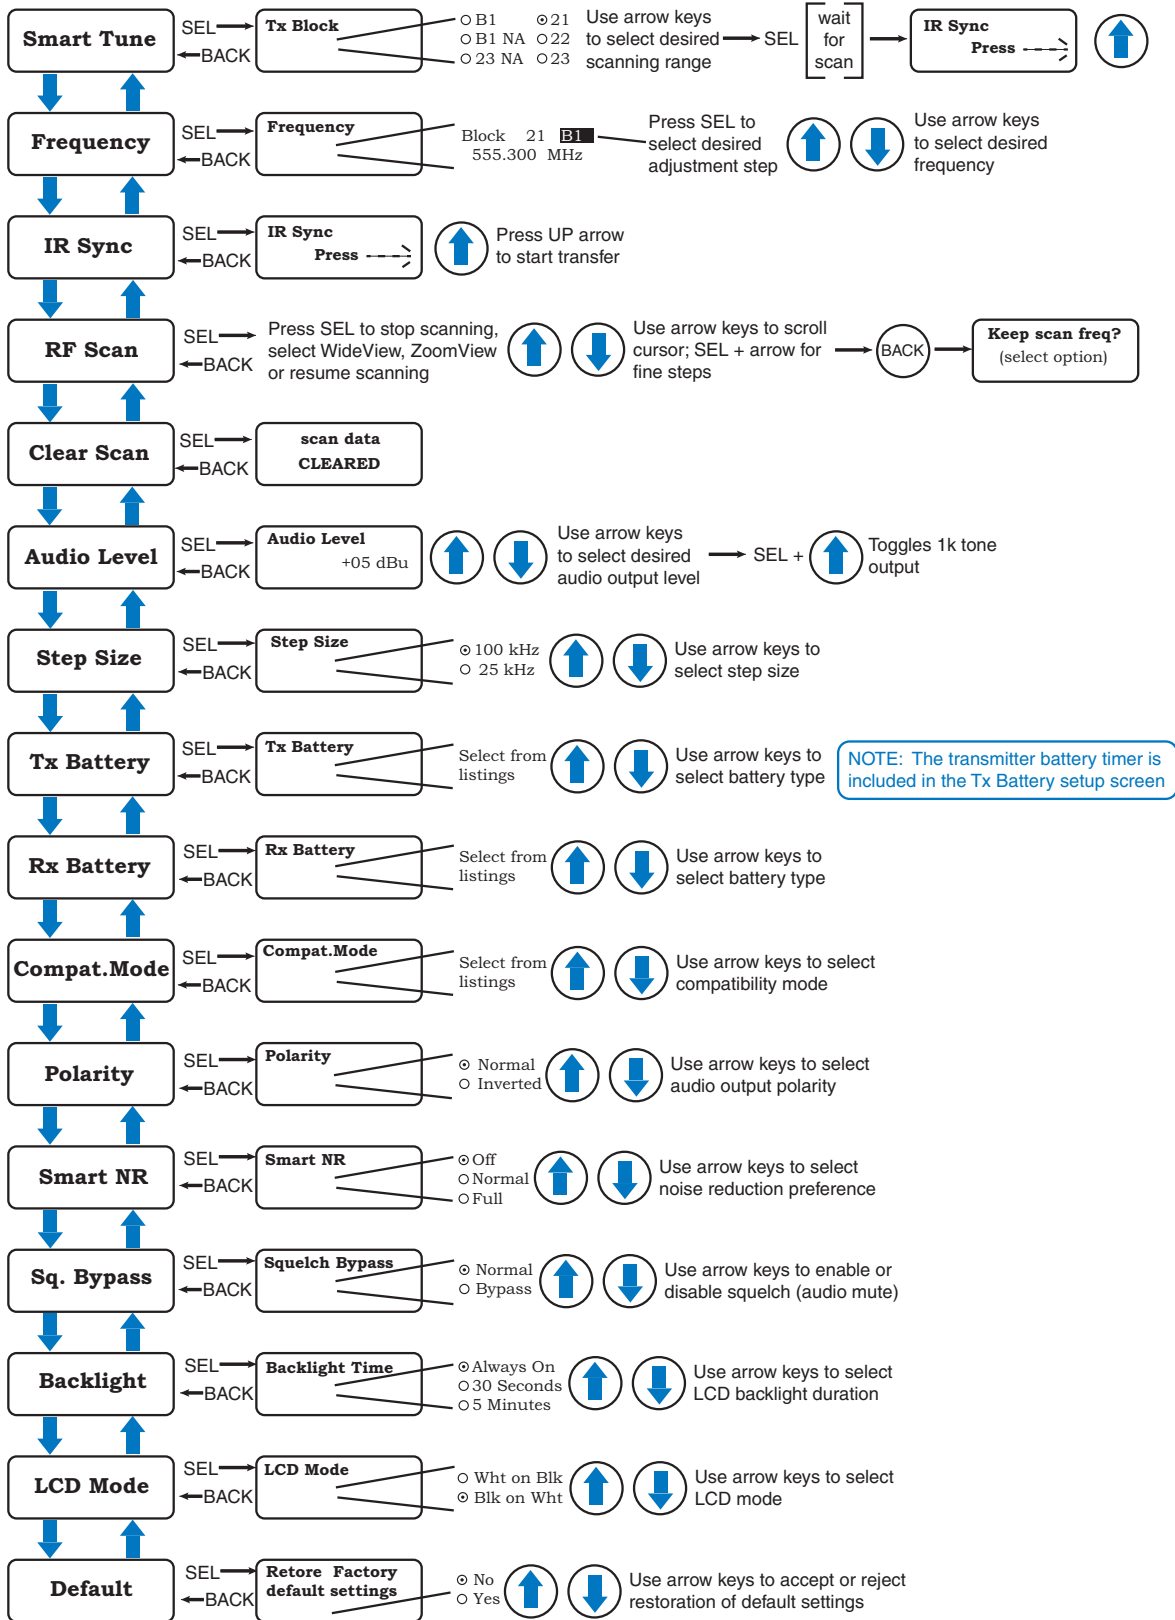 Smart Tune
SEL
BACK
Tx Block
B1
21
B1 NA
22
23 NA
23
Use arrow keys
to select desired
scanning range
SEL
wait
for
scan
IR Sync
Press
Frequency
SEL
BACK
Frequency
Block 21 B1
555.300 MHz
Press SEL to
select desired
adjustment step
Use arrow keys
to select desired
frequency
IR Sync
SEL
BACK
IR Sync
Press
Press UP arrow
to start transfer
RF Scan
SEL
BACK
Press SEL to stop scanning,
select WideView, ZoomView
or resume scanning
Use arrow keys to scroll
cursor; SEL + arrow for
fine steps
BACK
Keep scan freq?
(select option)
Clear Scan
SEL
BACK
scan data
CLEARED
Audio Level
SEL
BACK
Audio Level
+05 dBu
Use arrow keys
to select desired
audio output level
SEL +
Toggles 1k tone
output
Step Size
SEL
BACK
Step Size
100 kHz
25 kHz
Use arrow keys to
select step size
Tx Battery
SEL
BACK
Tx Battery
Select from
listings
Use arrow keys to
select battery type
NOTE: The transmitter battery timer is
included in the Tx Battery setup screen
Rx Battery
SEL
BACK
Rx Battery
Select from
listings
Use arrow keys to
select battery type
Compat.Mode
SEL
BACK
Compat.Mode
Select from
listings
Use arrow keys to select
compatibility mode
Polarity
SEL
BACK
Polarity
Normal
Inverted
Use arrow keys to select
audio output polarity
Smart NR
SEL
BACK
Smart NR
Off
Normal
Full
Use arrow keys to select
noise reduction preference
Sq. Bypass
SEL
BACK
Squelch Bypass
Normal
Bypass
Use arrow keys to enable or
disable squelch (audio mute)
Backlight
SEL
BACK
Backlight Time
Always On
30 Seconds
5 Minutes
Use arrow keys to select
LCD backlight duration
LCD Mode
SEL
BACK
LCD Mode
Wht on Blk
Blk on Wht
Use arrow keys to select
LCD mode
Default
SEL
BACK
Retore Factory
default settings
No
Yes
Use arrow keys to accept or reject
restoration of default settings